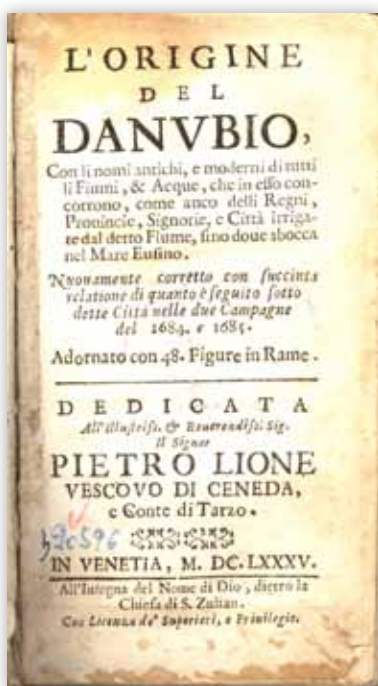 L'ORIGINE
DEL
DANVBIO,
Con li nomi antichi, e moderni di tutti
li Fiumi, & Acque, che in esso con-
corrono, come anco delli Regni,
Prouincie, Signorie, e Città irriga-
te dal detto Fiume, sino doue sbocca
nel Mare Eusino.
Nuouamente corretto con succinta
relatione di quanto è seguito sotto
dette Città nelle due Campagne
del 1684. e 1685.
Adornato con 48. Figure in Rame.
DEDICATA
All'Illustriss. & Reuerendiss. Sig.
Il Signor
PIETRO LIONE
VESCOVO DI CENEDA,
e Conte di Tarzo.
IN VENETIA, M. DC. LXXXV.
All'Insegna del Nome di Dio, dietro la
Chiesa di S. Zulian.
Con Licenza de' Superiori, e Priuilegio.